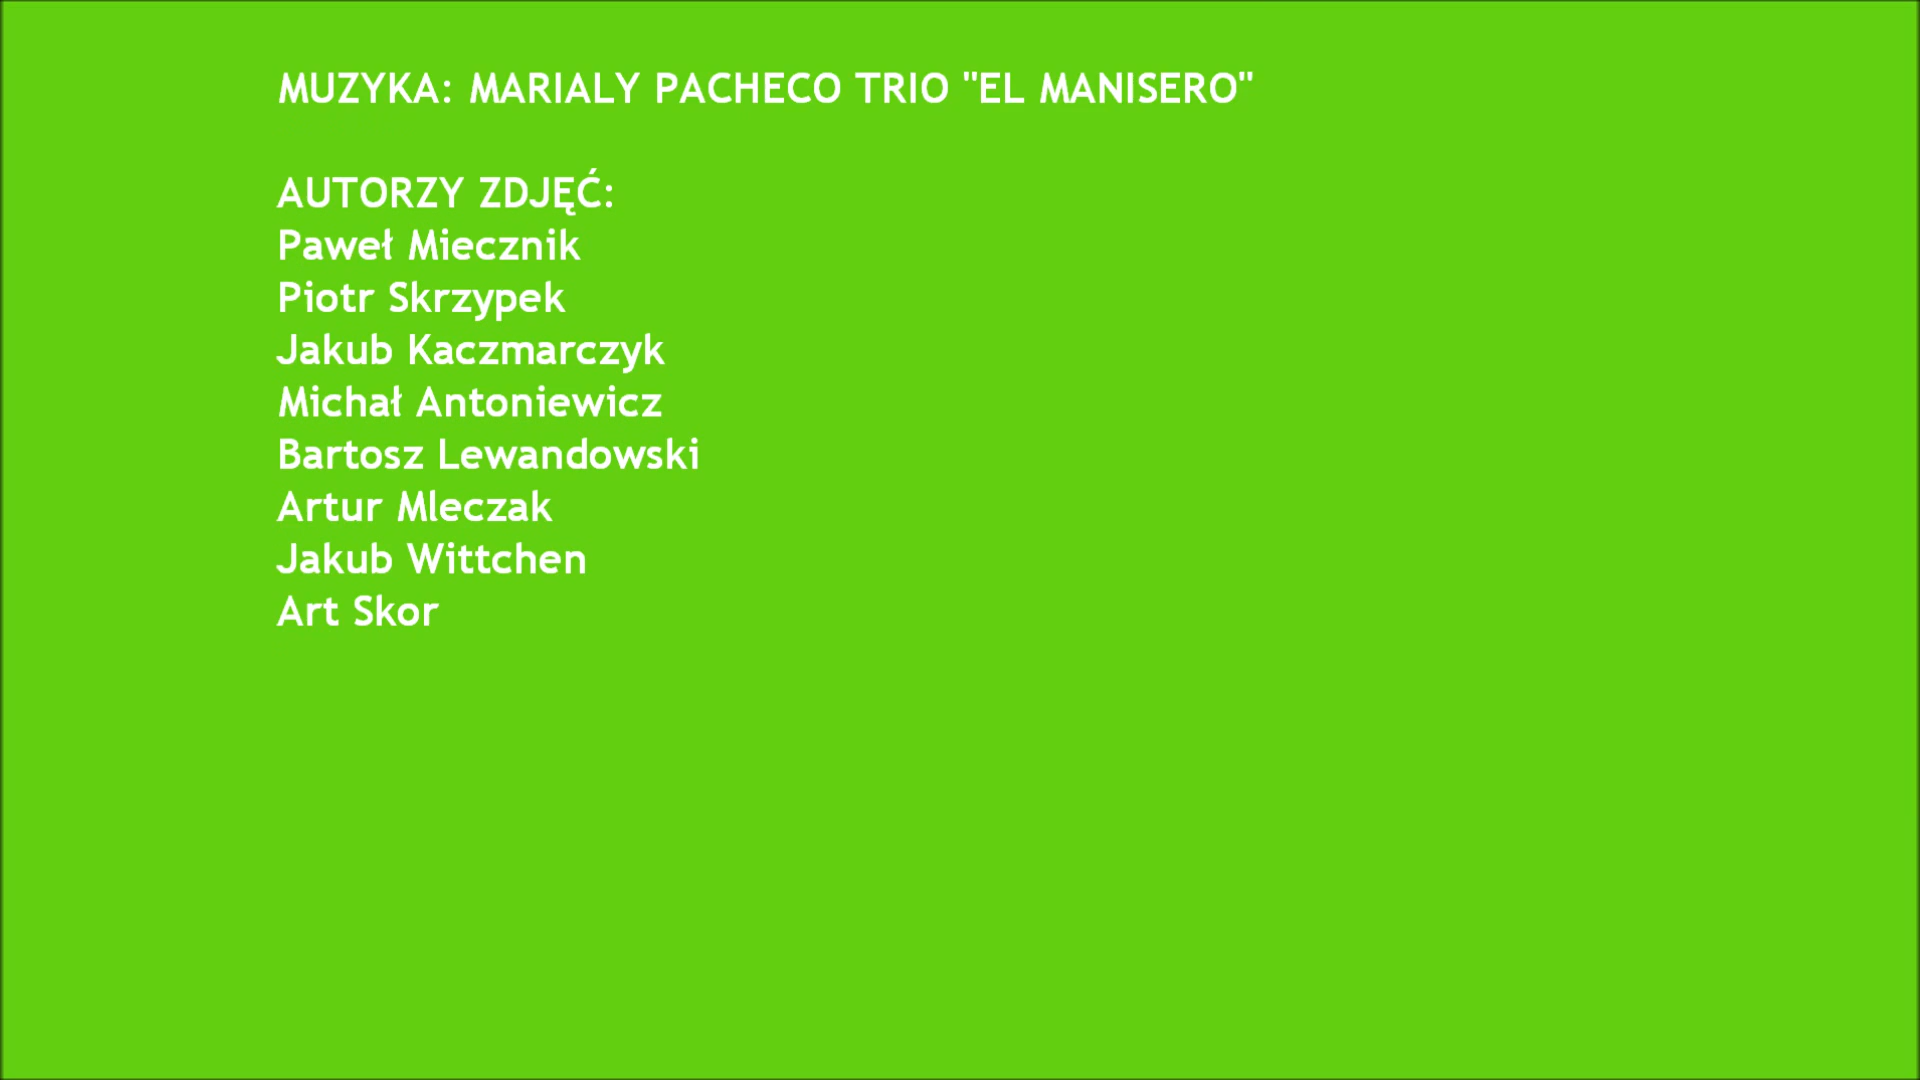 MUZYKA: MARIALY PACHECO TRIO "EL MANISERO"
AUTORZY ZDJĘĆ:
Paweł Miecznik
Piotr Skrzypek
Jakub Kaczmarczyk
Michał Antoniewicz
Bartosz Lewandowski
Artur Mleczak
Jakub Wittchen
Art Skor